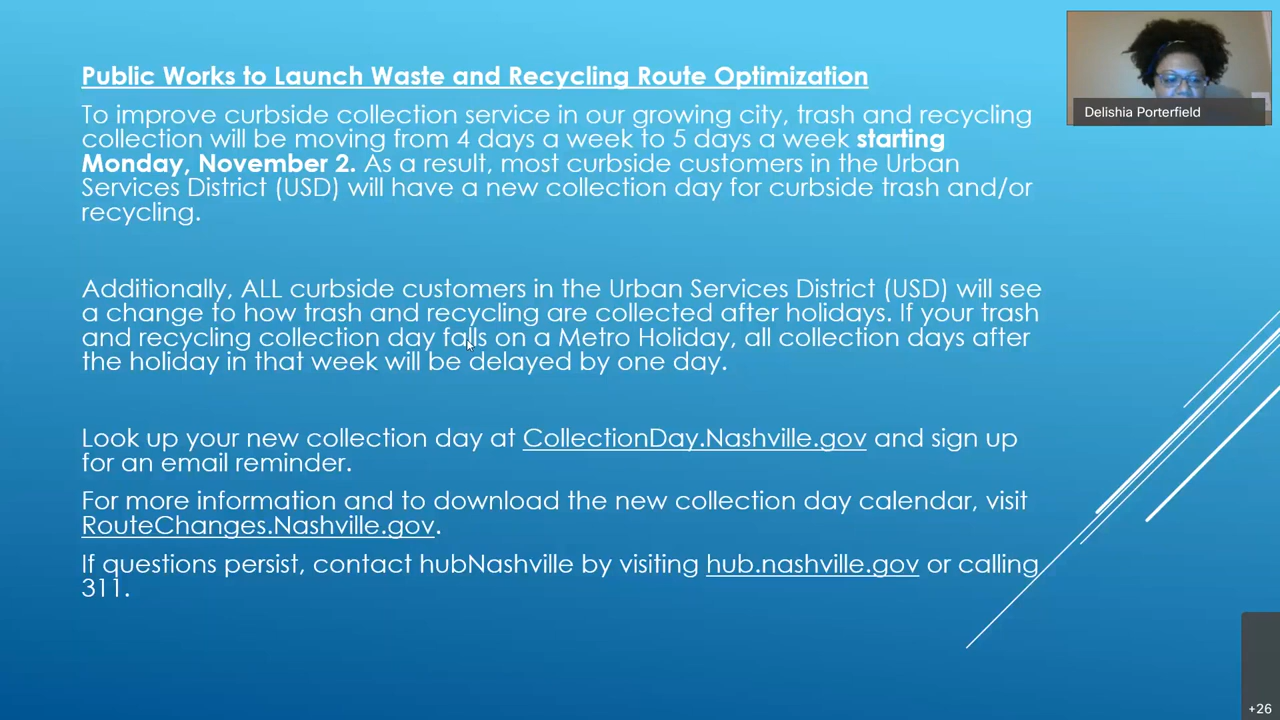 Public Works to Launch Waste and Recycling Route Optimization
To improve curbside collection service in our growing city, trash and recycling
collection will be moving from 4 days a week to 5 days a week starting
Monday, November 2. As a result, most curbside customers in the Urban
Services District (USD) will have a new collection day for curbside trash and/or
recycling.
Additionally, ALL curbside customers in the Urban Services District (USD) will see
a change to how trash and recycling are collected after holidays. If your trash
and recycling collection day falls on a Metro Holiday, all collection days after
the holiday in that week will be delayed by one day.
Look up your new collection day at CollectionDay.Nashville.gov and sign up
for an email reminder.
For more information and to download the new collection day calendar, visit
RouteChanges.Nashville.gov.
If questions persist, contact hubNashville by visiting hub.nashville.gov or calling
311.
Delishia Porterfield
+26